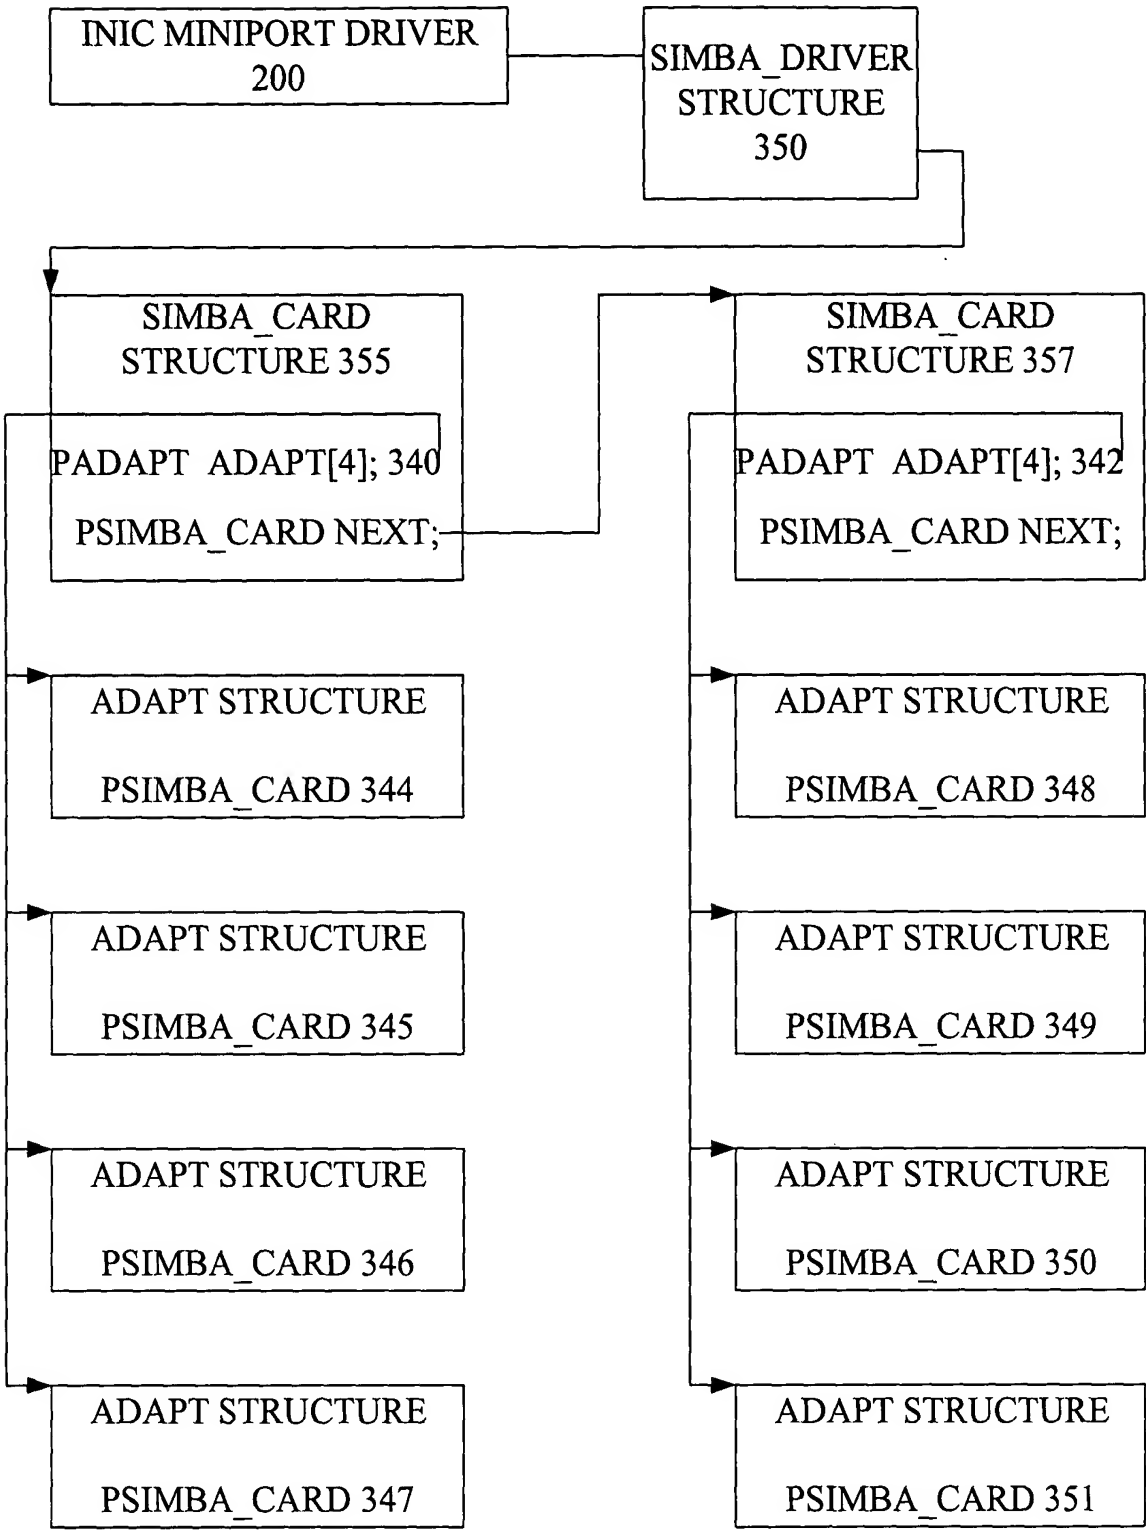 INIC MINIPORT DRIVER
200
SIMBA_DRIVER
STRUCTURE
350
SIMBA_CARD
STRUCTURE 355
PADAPT ADAPT[4]; 340
PSIMBA_CARD NEXT;
SIMBA_CARD
STRUCTURE 357
PADAPT ADAPT[4]; 342
PSIMBA_CARD NEXT;
ADAPT STRUCTURE
PSIMBA_CARD 344
ADAPT STRUCTURE
PSIMBA_CARD 348
ADAPT STRUCTURE
PSIMBA_CARD 345
ADAPT STRUCTURE
PSIMBA_CARD 349
ADAPT STRUCTURE
PSIMBA_CARD 346
ADAPT STRUCTURE
PSIMBA_CARD 350
ADAPT STRUCTURE
PSIMBA_CARD 347
ADAPT STRUCTURE
PSIMBA_CARD 351